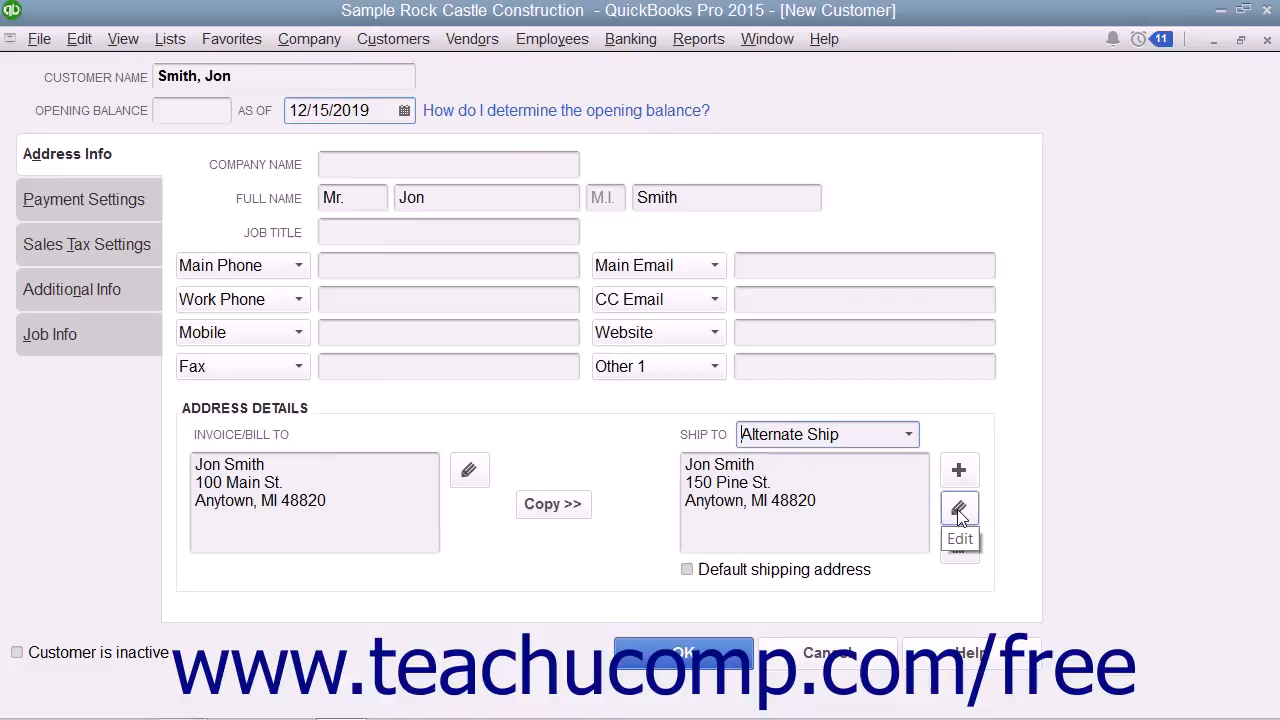 Sample Rock Castle Construction - QuickBooks Pro 2015 - [New Customer]
File Edit View Lists Favorites Company Customers Vendors Employees Banking Reports Window Help 11
CUSTOMER NAME Smith, Jon
OPENING BALANCE AS OF 12/15/2019 How do I determine the opening balance?
Address Info
Payment Settings
Sales Tax Settings
Additional Info
Job Info
COMPANY NAME
FULL NAME Mr. Jon M.I. Smith
JOB TITLE
Main Phone Main Email
Work Phone CC Email
Mobile Website
Fax Other 1
ADDRESS DETAILS
INVOICE/BILL TO
Jon Smith
100 Main St.
Anytown, MI 48820
Copy >>
SHIP TO Alternate Ship
Jon Smith
150 Pine St.
Anytown, MI 48820
Edit
Default shipping address
Customer is inactive
OK Cancel Help
www.teachucomp.com/free